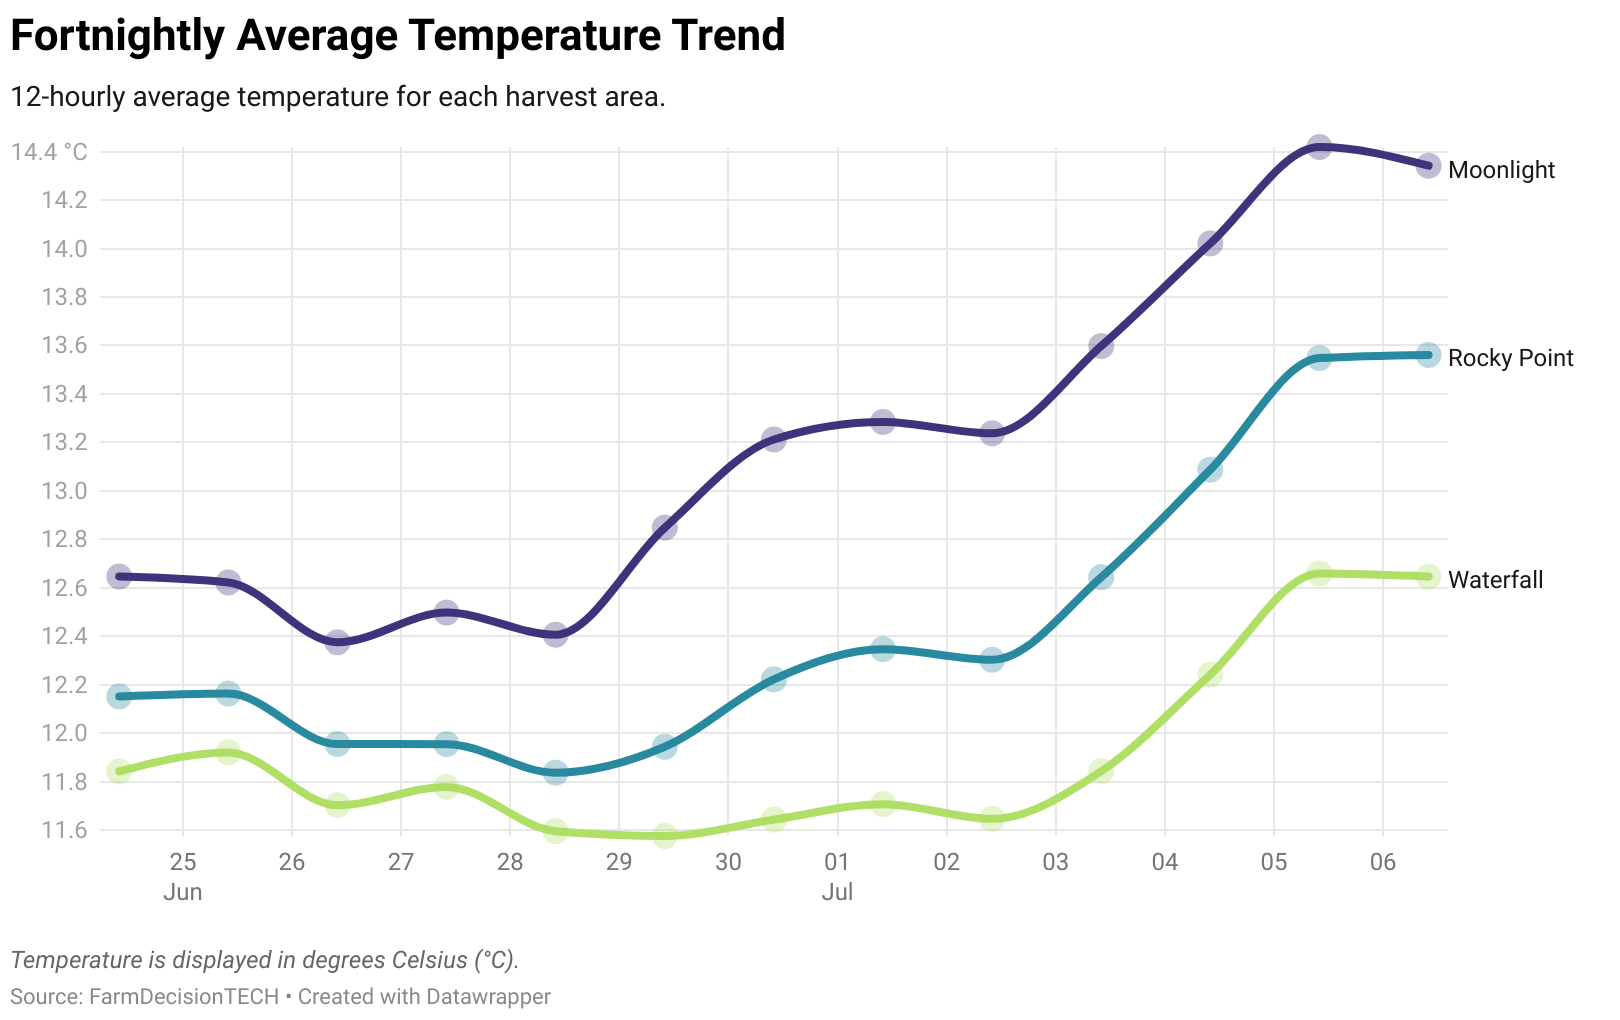 Fortnightly Average Temperature Trend
12-hourly average temperature for each harvest area.
14.4 °C
14.2
14.0
13.8
13.6
13.4
13.2
13.0
12.8
12.6
12.4
12.2
12.0
11.8
11.6
Moonlight
Rocky Point
Waterfall
25 26 27 28 29 30 01 02 03 04 05 06
Jun Jul
Temperature is displayed in degrees Celsius (°C).
Source: FarmDecisionTECH • Created with Datawrapper